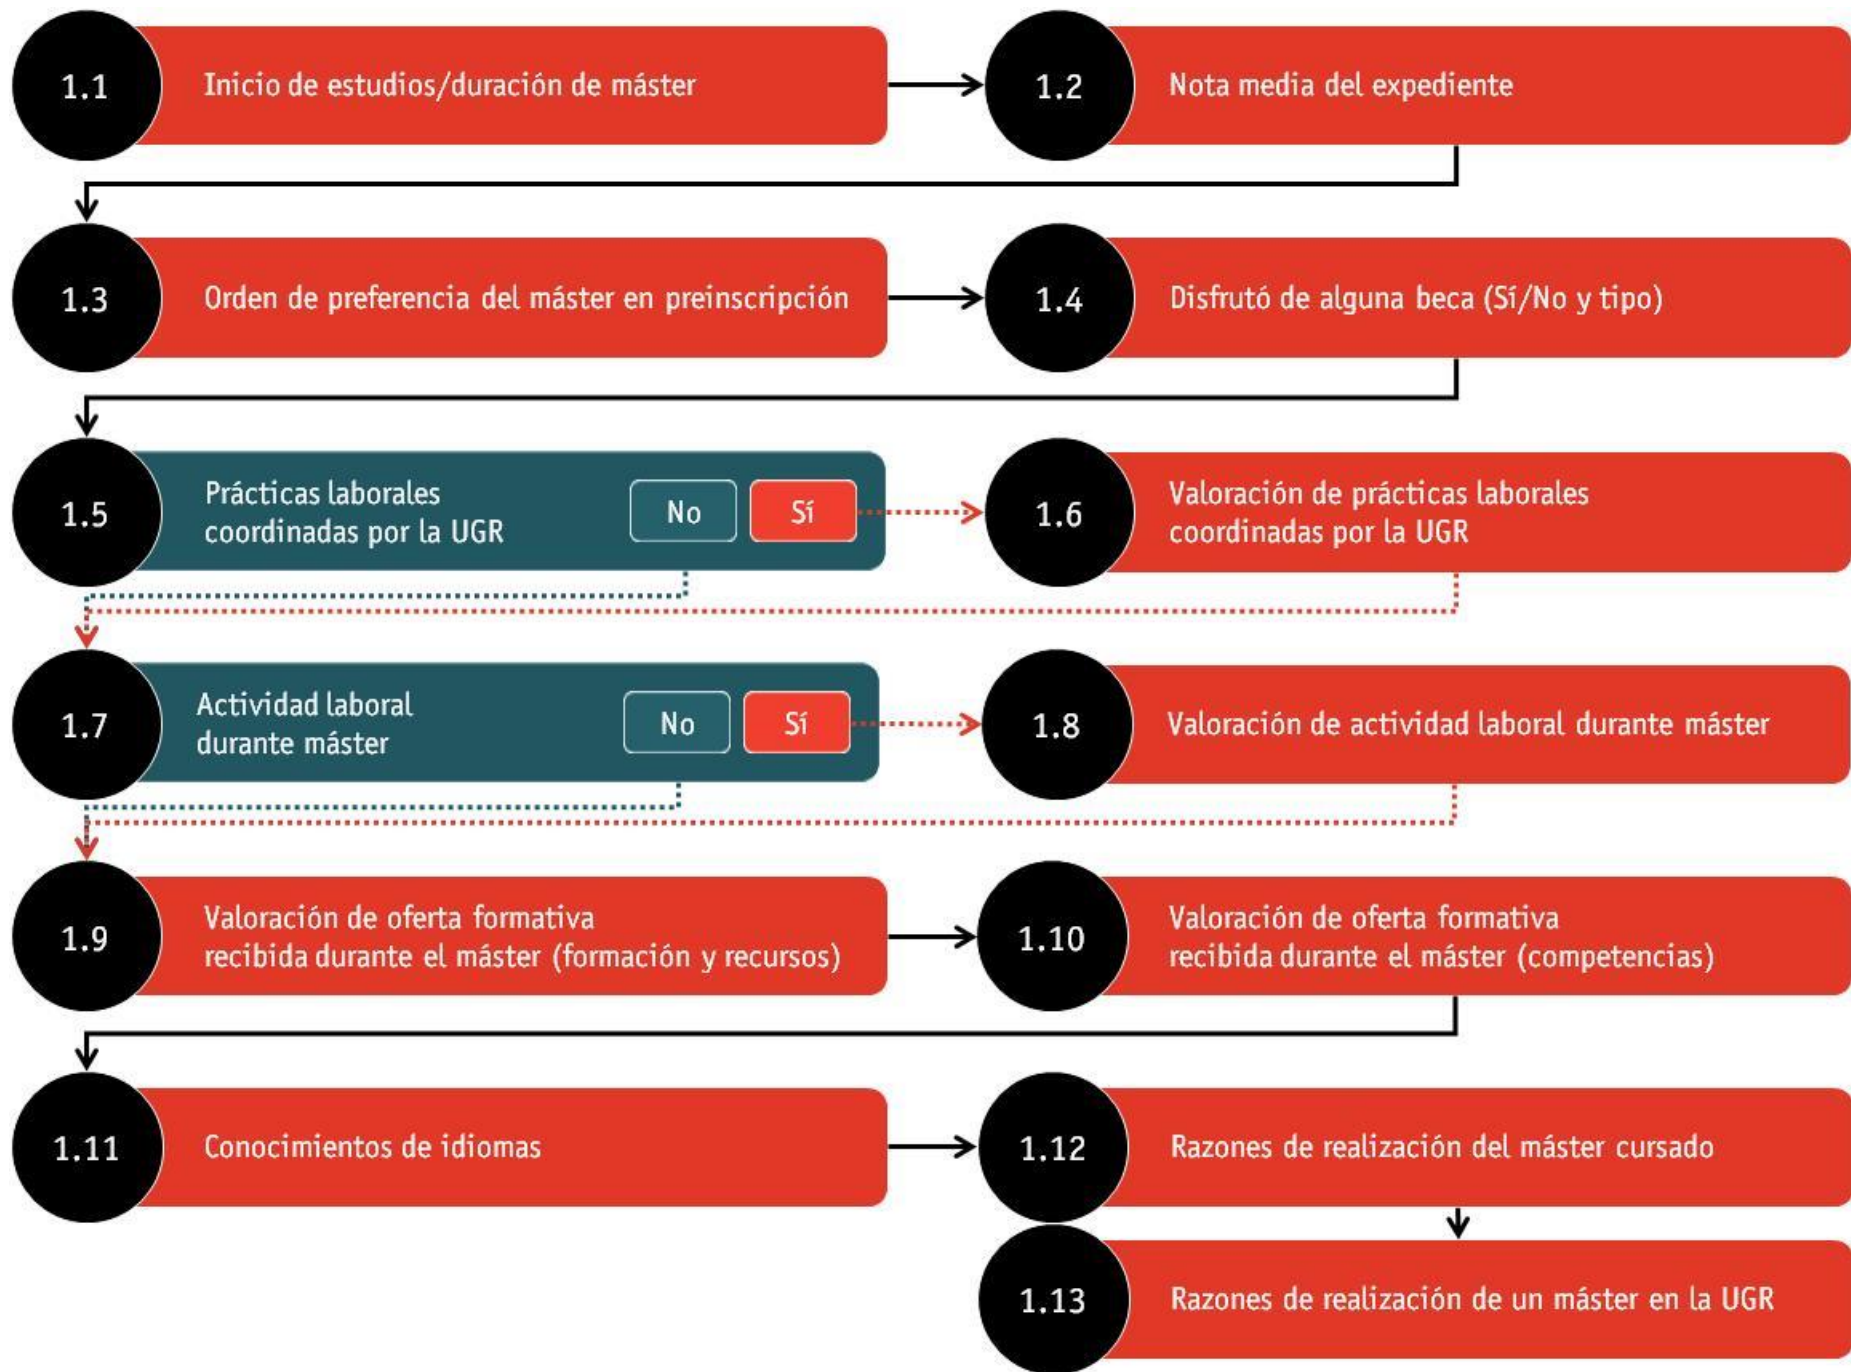 1.1
Inicio de estudios/duración de máster
1.2
Nota media del expediente
1.3
Orden de preferencia del máster en preinscripción
1.4
Disfrutó de alguna beca (Sí/No y tipo)
1.5
Prácticas laborales
coordinadas por la UGR
No
Sí
1.6
Valoración de prácticas laborales
coordinadas por la UGR
1.7
Actividad laboral
durante máster
No
Sí
1.8
Valoración de actividad laboral durante máster
1.9
Valoración de oferta formativa
recibida durante el máster (formación y recursos)
1.10
Valoración de oferta formativa
recibida durante el máster (competencias)
1.11
Conocimientos de idiomas
1.12
Razones de realización del máster cursado
1.13
Razones de realización de un máster en la UGR